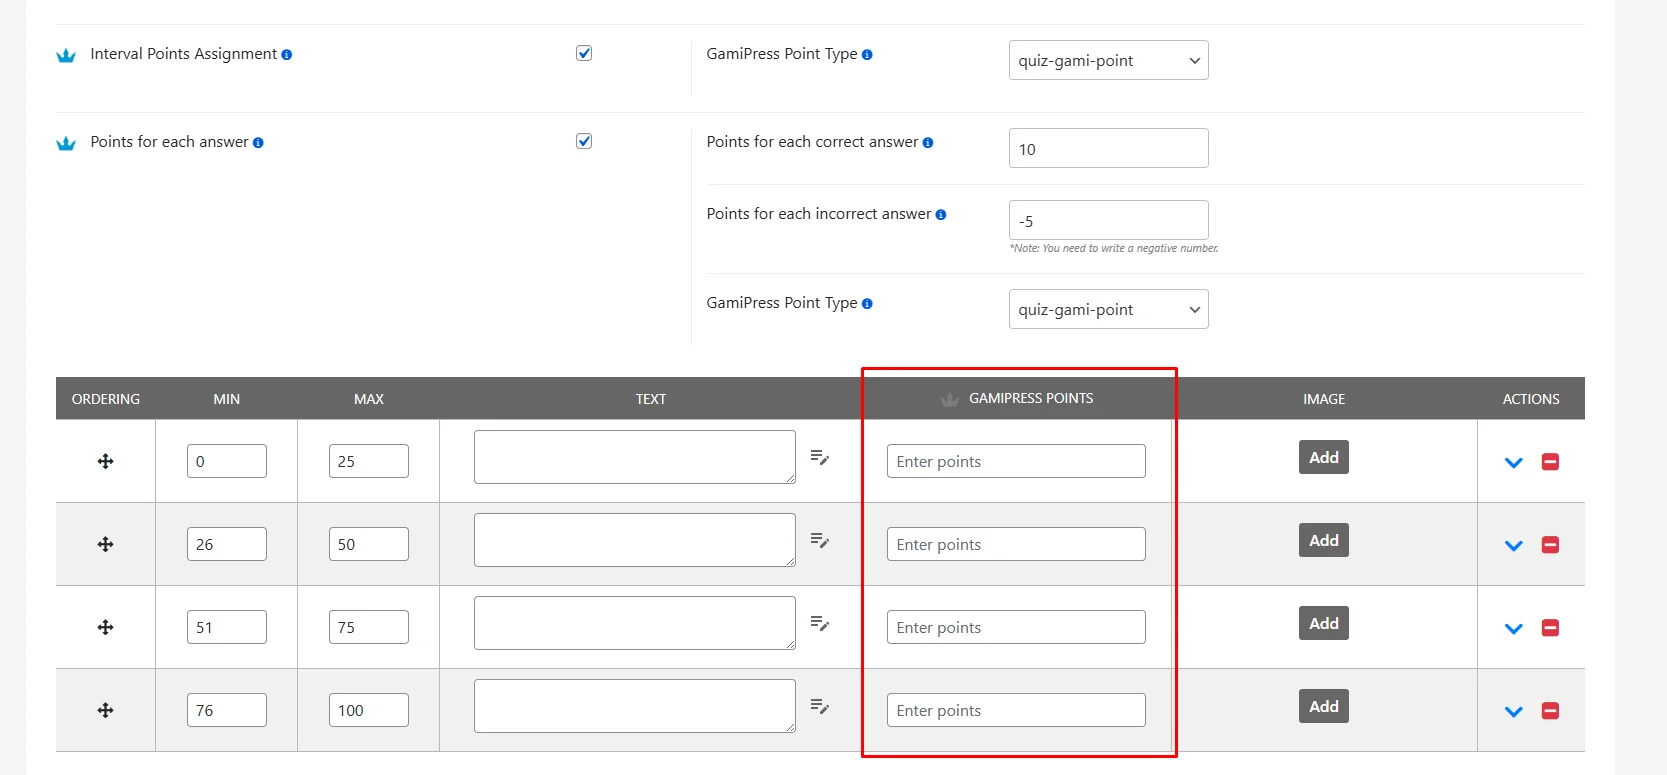 Interval Points Assignment
GamiPress Point Type
quiz-gami-point
Points for each answer
Points for each correct answer
10
Points for each incorrect answer
-5
*Note: You need to write a negative number.
GamiPress Point Type
quiz-gami-point
ORDERING MIN MAX TEXT GAMIPRESS POINTS IMAGE ACTIONS
0 25 Enter points Add
26 50 Enter points Add
51 75 Enter points Add
76 100 Enter points Add